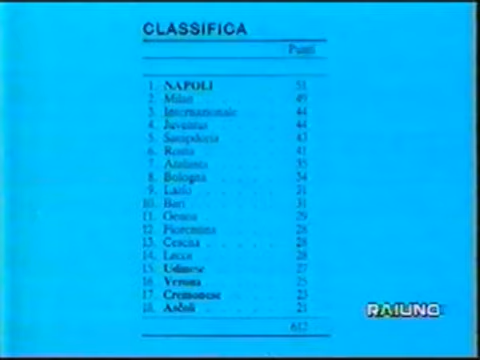 CLASSIFICA
Punti
1. NAPOLI 51
2. Milan 49
3. Internazionale 44
4. Juventus 44
5. Sampdoria 43
6. Roma 41
7. Atalanta 35
8. Bologna 34
9. Lazio 31
10. Bari 31
11. Genoa 29
12. Fiorentina 28
13. Cesena 28
14. Lecce 28
15. Udinese 27
16. Verona 25
17. Cremonese 23
18. Ascoli 21
612
RAIUNO